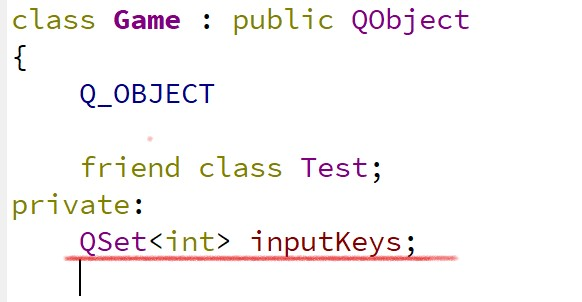 class Game : public QObject
{
    Q_OBJECT

    friend class Test;
private:
    QSet<int> inputKeys;